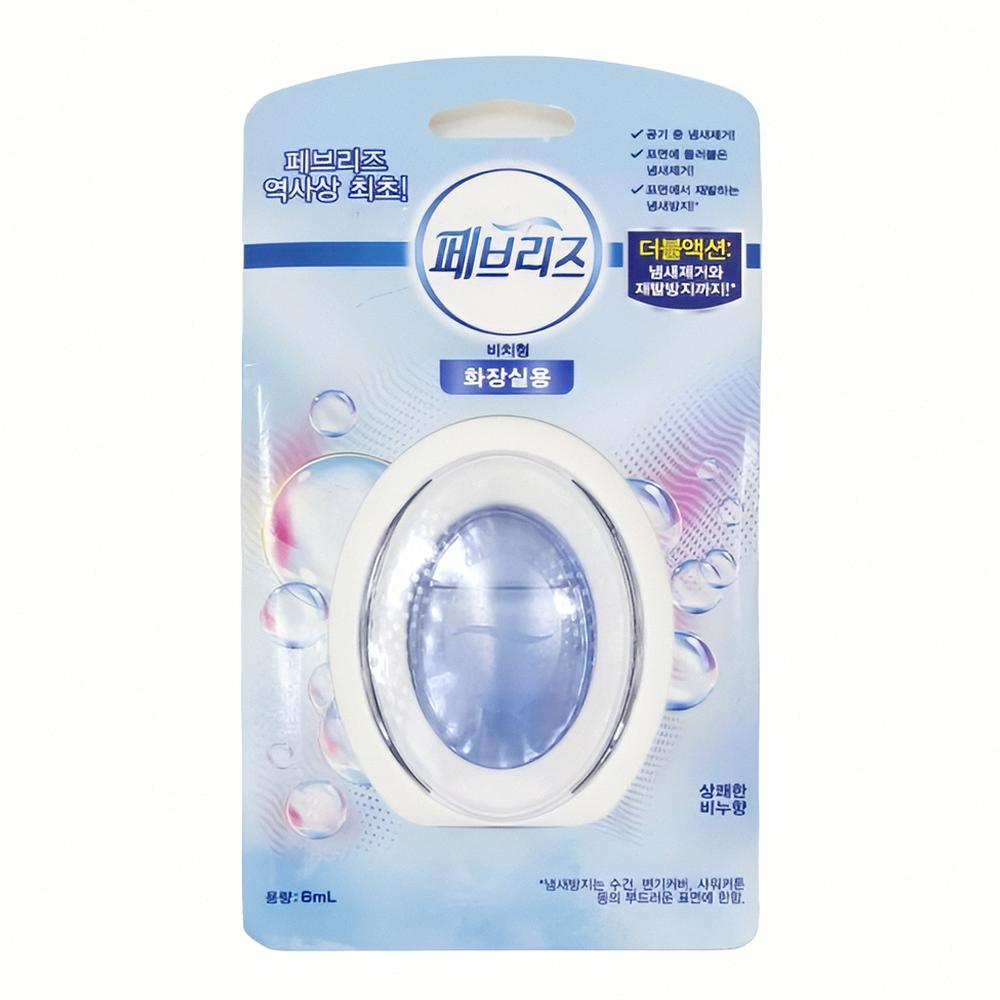 페브리즈
역사상 최초!
✓ 공기 중 냄새제거!
✓ 표면에 들러붙은
냄새제거!
✓ 표면에서 재발하는
냄새방지!*
페브리즈
더블액션:
냄새제거와
재발방지까지!*
비치형
화장실용
상쾌한
비누향
용량: 6mL
*냄새방지는 수건, 변기커버, 샤워커튼
등의 부드러운 표면에 한함.